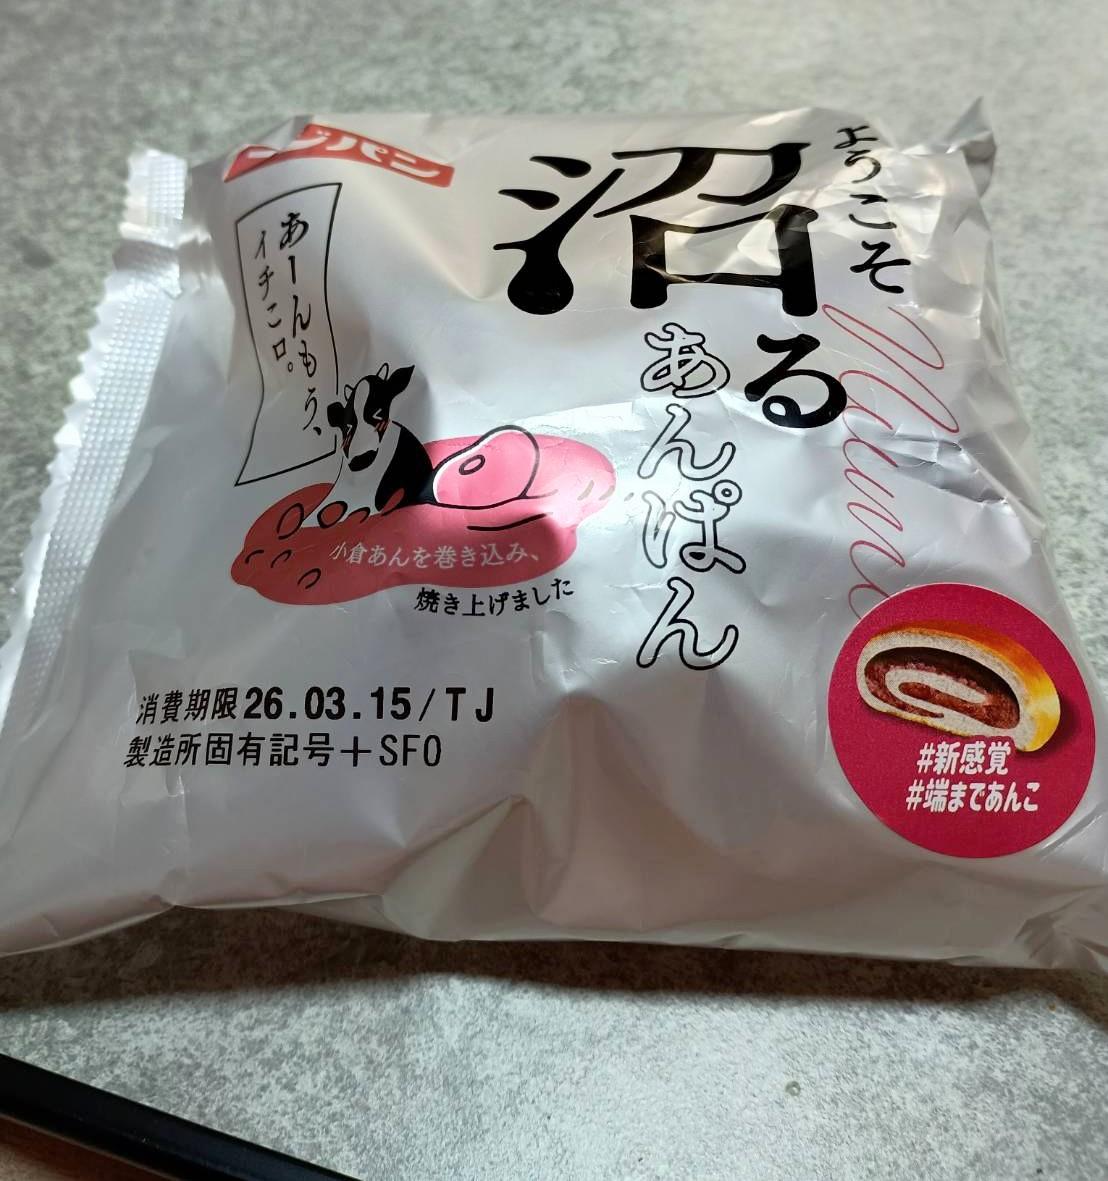 ジパン
ようこそ
沼る
あんぱん
Numa
あーんもう、
イチコロ。
小倉あんを巻き込み、
焼き上げました
消費期限26.03.15/TJ
製造所固有記号+SF0
#新感覚
#端まであんこ